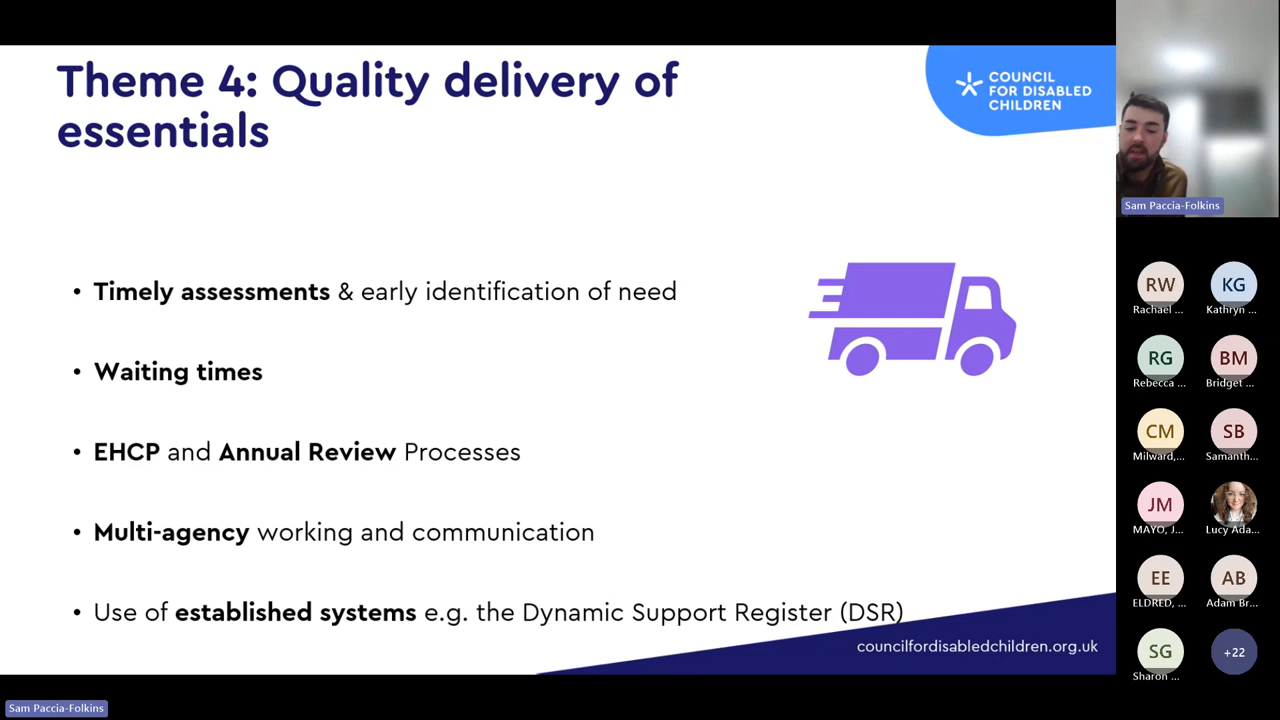 Theme 4: Quality delivery of
essentials
COUNCIL
FOR DISABLED
CHILDREN
• Timely assessments & early identification of need
• Waiting times
• EHCP and Annual Review Processes
• Multi-agency working and communication
• Use of established systems e.g. the Dynamic Support Register (DSR)
councilfordisabledchildren.org.uk
Sam Paccia-Folkins
Sam Paccia-Folkins
RW
KG
Rachael ...
Kathryn ...
RG
BM
Rebecca ...
Bridget ...
CM
SB
Milward,...
Samanth...
JM
MAYO, J...
Lucy Ada...
EE
AB
ELDRED, ...
Adam Br...
SG
+22
Sharon ...